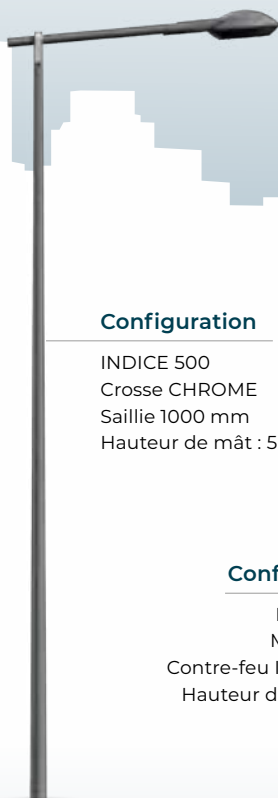 Configuration
INDICE 500
Crosse CHROME
Saillie 1000 mm
Hauteur de mât : 5
Conf
Contre-feu
Hauteur d